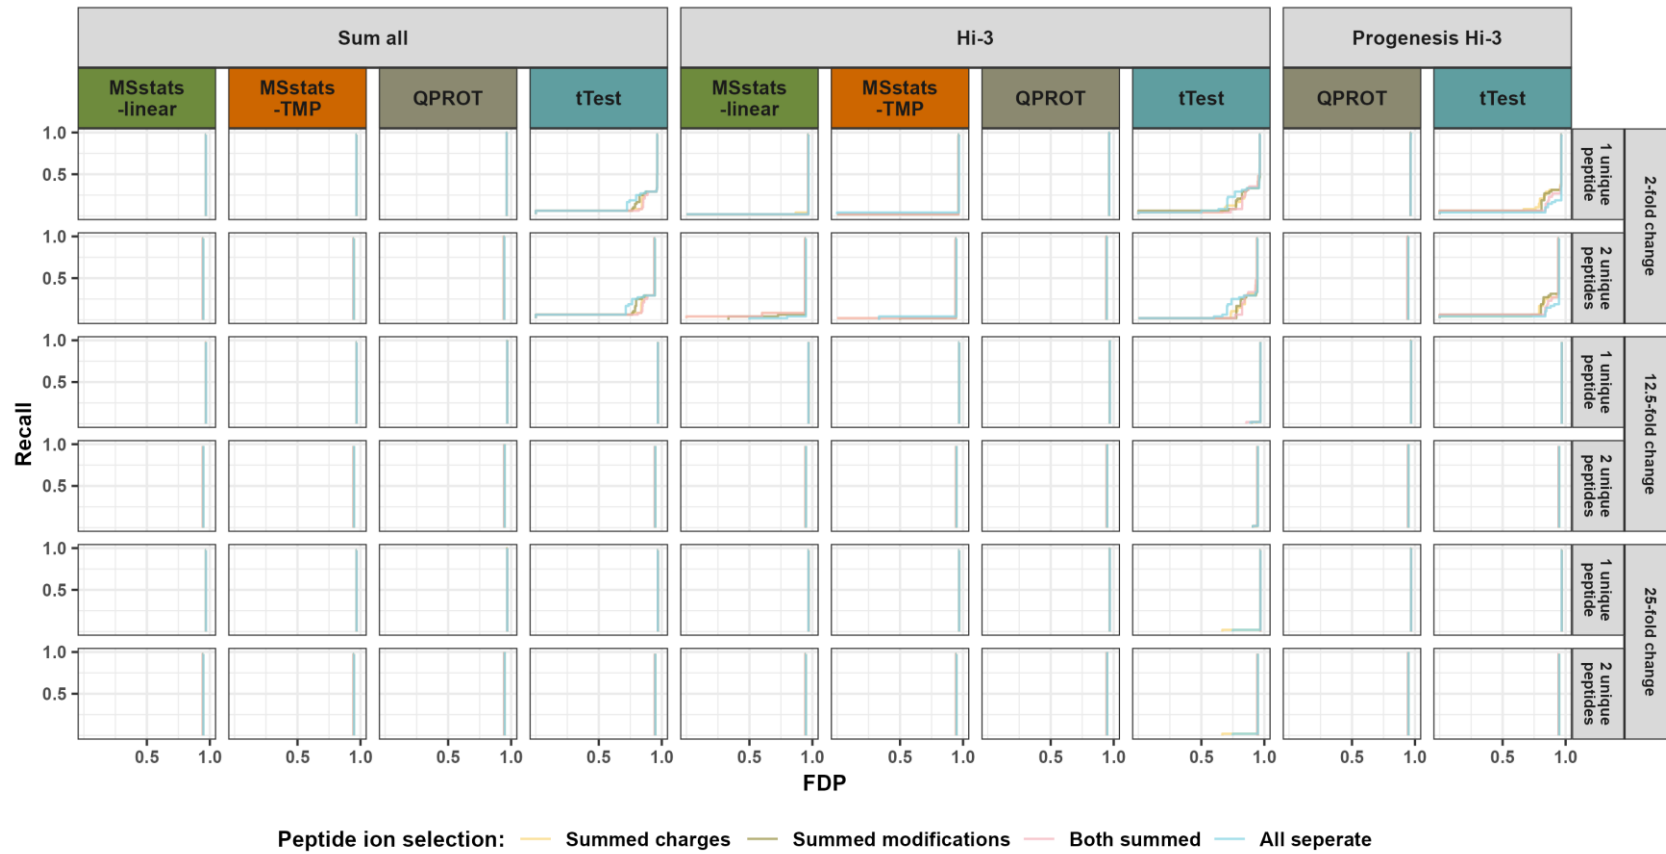 Sum all
Hi-3
Progenesis Hi-3
MSstats
-linear
MSstats
-TMP
QPROT
tTest
MSstats
-linear
MSstats
-TMP
QPROT
tTest
QPROT
tTest
1.0
0.5
1 unique
peptide
2-fold change
1.0
0.5
2 unique
peptides
1.0
0.5
1 unique
peptide
12.5-fold change
Recall
1.0
0.5
2 unique
peptides
1.0
0.5
1 unique
peptide
25-fold change
1.0
0.5
2 unique
peptides
0.5 1.0 0.5 1.0 0.5 1.0 0.5 1.0 0.5 1.0 0.5 1.0 0.5 1.0 0.5 1.0 0.5 1.0 0.5 1.0
FDP
Peptide ion selection: Summed charges Summed modifications Both summed All seperate